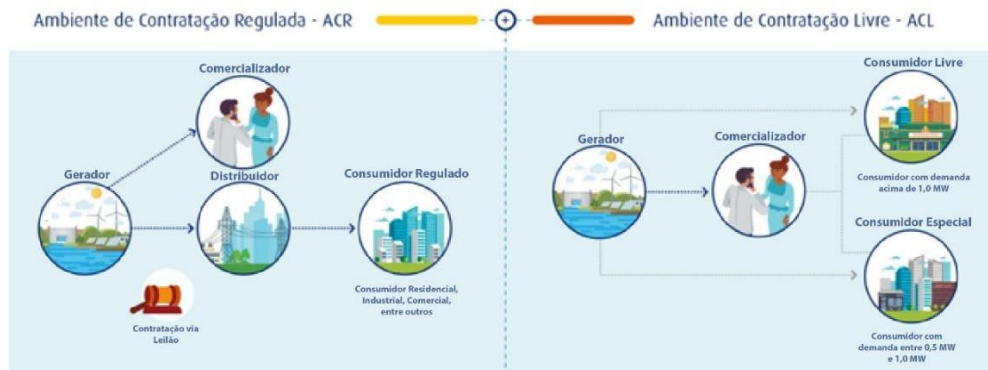 Ambiente de Contratação Regulada - ACR
Ambiente de Contratação Livre - ACL
Comercializador
Gerador
Distribuidor
Consumidor Regulado
Contratação via
Leilão
Consumidor Residencial,
Industrial, Comercial,
entre outros
Gerador
Comercializador
Consumidor Livre
Consumidor com demanda
acima de 1,0 MW
Consumidor Especial
Consumidor com
demanda entre 0,5 MW
e 1,0 MW